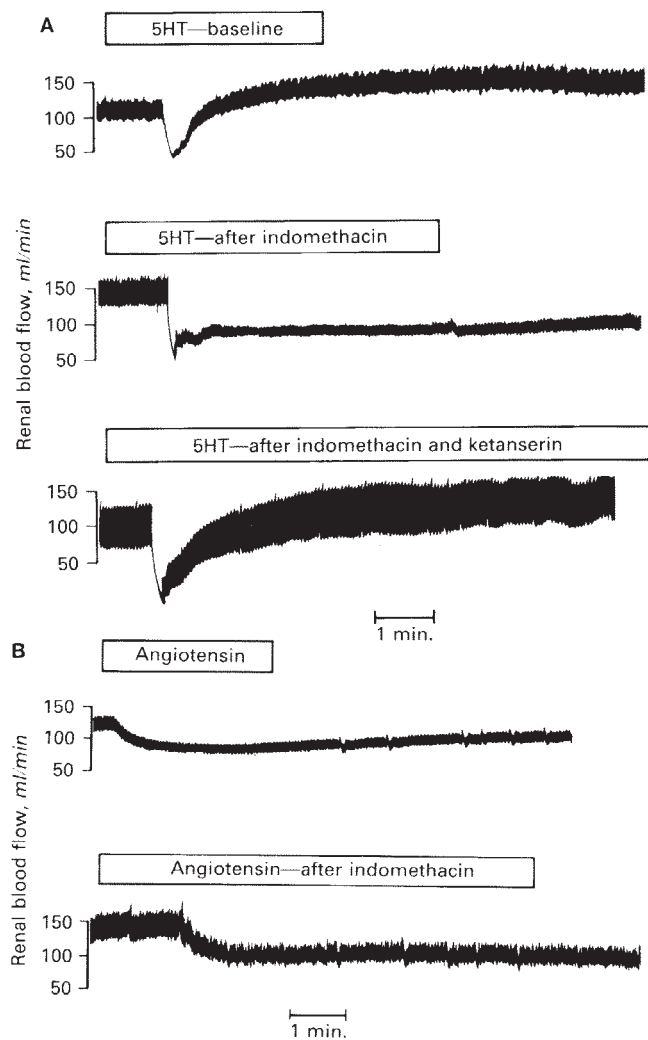 A
5HT—baseline
150
100
50
5HT—after indomethacin
150
100
50
Renal blood flow, ml/min
5HT—after indomethacin and ketanserin
150
100
50
1 min.
B
Angiotensin
150
100
50
Renal blood flow, ml/min
Angiotensin—after indomethacin
150
100
50
1 min.